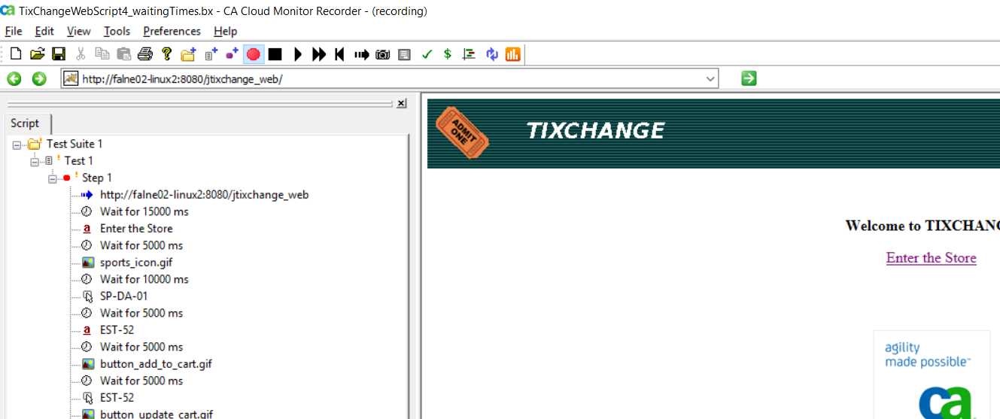 TixChangeWebScript4_waitingTimes.bx - CA Cloud Monitor Recorder - (recording)
File Edit View Tools Preferences Help
http://falne02-linux2:8080/jtixchange_web/
Script
Test Suite 1
Test 1
Step 1
http://falne02-linux2:8080/jtixchange_web
Wait for 15000 ms
Enter the Store
Wait for 5000 ms
sports_icon.gif
Wait for 10000 ms
SP-DA-01
Wait for 5000 ms
EST-52
Wait for 5000 ms
button_add_to_cart.gif
Wait for 5000 ms
EST-52
button_update_cart.gif
ADMIT ONE
TIXCHANGE
Welcome to TIXCHANG
Enter the Store
agility
made possible™
ca